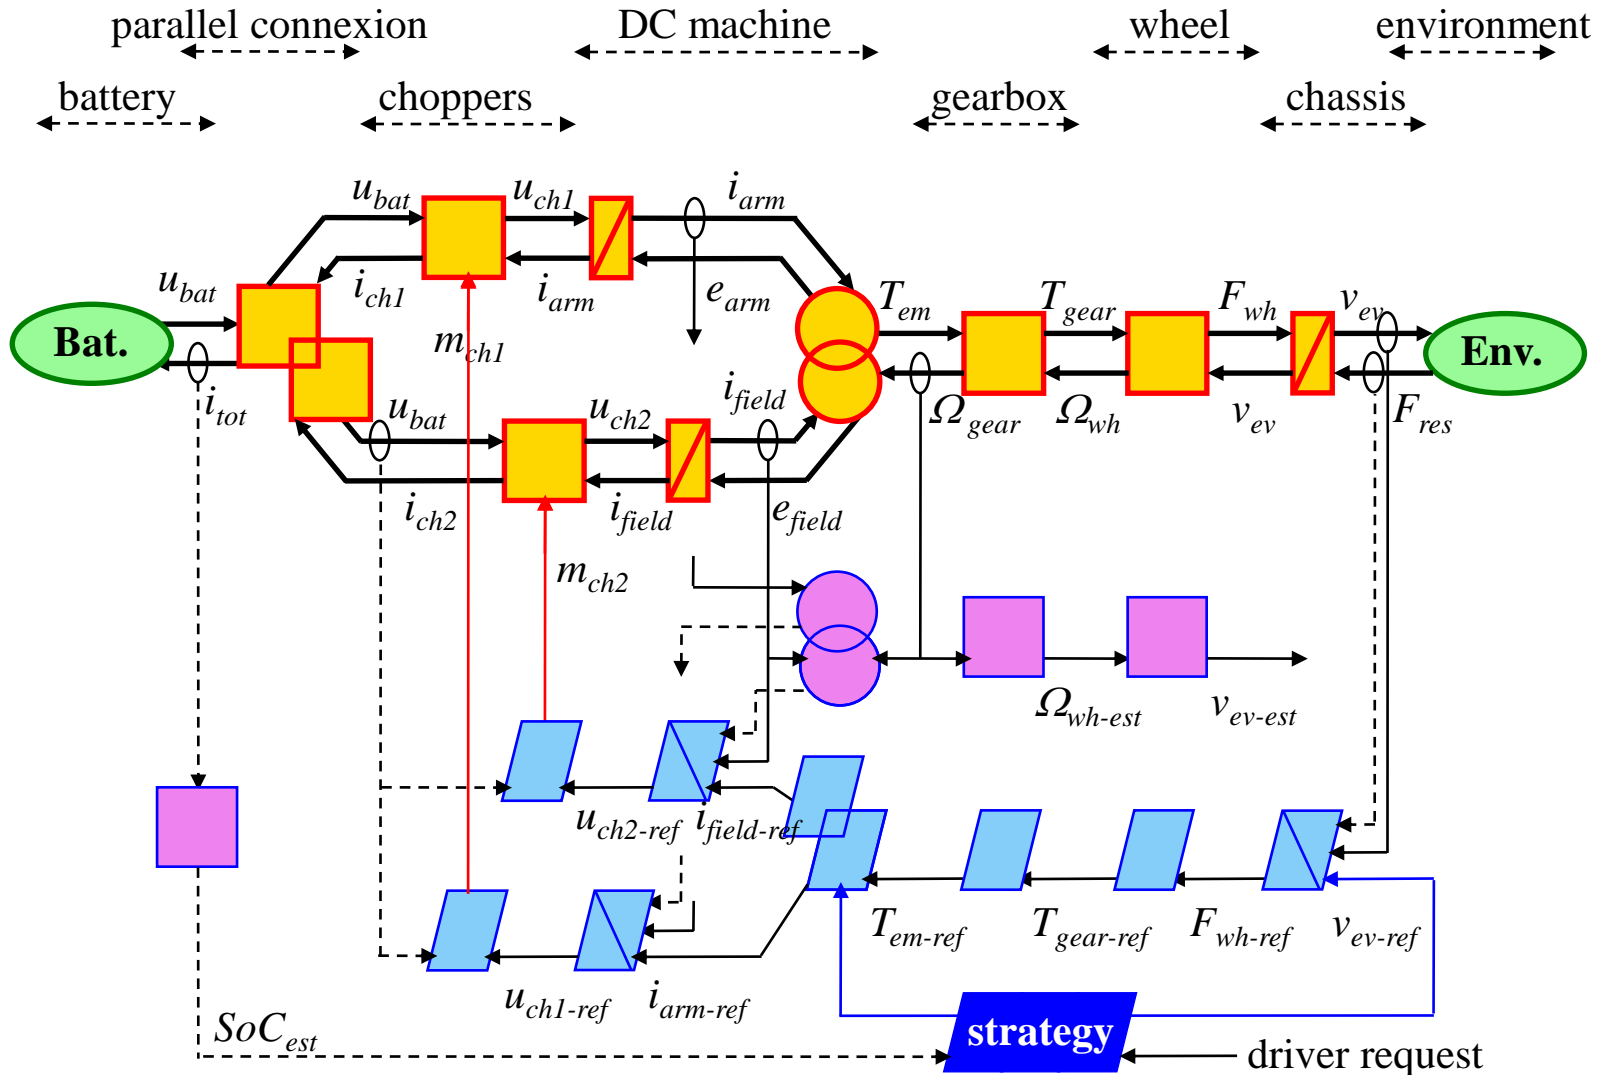 parallel connexion DC machine wheel environment
battery choppers gearbox chassis
u_bat u_ch1 i_arm
u_bat i_ch1 i_arm e_arm T_em T_gear F_wh v_ev
Bat. m_ch1 Env.
i_tot u_bat u_ch2 i_field Ω_gear Ω_wh v_ev F_res
i_ch2 i_field e_field
m_ch2
Ω_wh-est v_ev-est
u_ch2-ref i_field-ref
T_em-ref T_gear-ref F_wh-ref v_ev-ref
u_ch1-ref i_arm-ref
SoC_est strategy
driver request